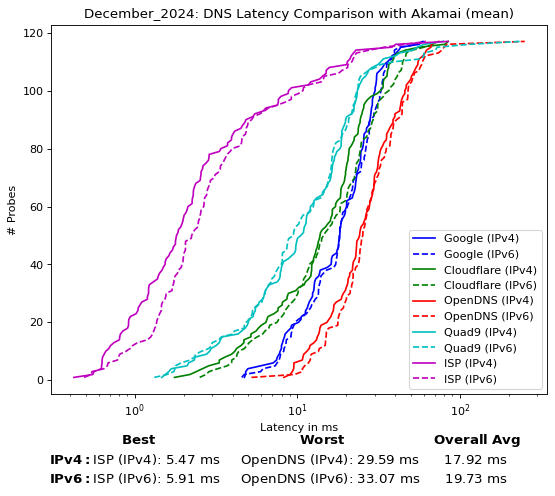 December_2024: DNS Latency Comparison with Akamai (mean)
# Probes
120
100
80
60
40
20
0
Google (IPv4)
Google (IPv6)
Cloudflare (IPv4)
Cloudflare (IPv6)
OpenDNS (IPv4)
OpenDNS (IPv6)
Quad9 (IPv4)
Quad9 (IPv6)
ISP (IPv4)
ISP (IPv6)
10⁰ 10¹ 10²
Latency in ms
Best Worst Overall Avg
IPv4: ISP (IPv4): 5.47 ms OpenDNS (IPv4): 29.59 ms 17.92 ms
IPv6: ISP (IPv6): 5.91 ms OpenDNS (IPv6): 33.07 ms 19.73 ms